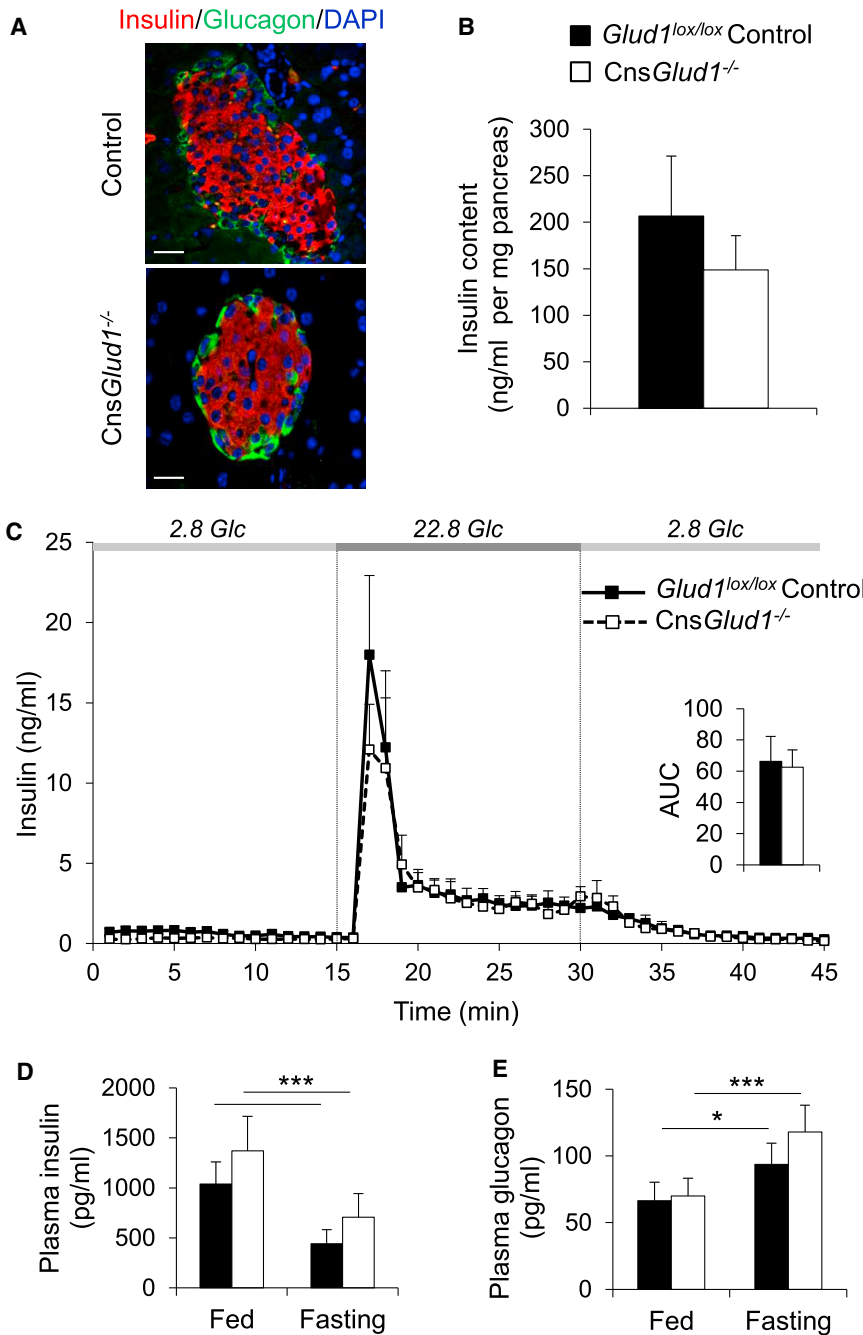 A
Insulin/Glucagon/DAPI
Control
CnsGlud1-/-
B
Glud1lox/lox Control
CnsGlud1-/-
Insulin content
(ng/ml per mg pancreas)
300
250
200
150
100
50
0
C
2.8 Glc
22.8 Glc
2.8 Glc
Insulin (ng/ml)
25
20
15
10
5
0
Glud1lox/lox Control
CnsGlud1-/-
AUC
100
80
60
40
20
0
0 5 10 15 20 25 30 35 40 45
Time (min)
D
Plasma insulin
(pg/ml)
2000
1500
1000
500
0
***
Fed Fasting
E
Plasma glucagon
(pg/ml)
150
100
50
0
***
*
Fed Fasting